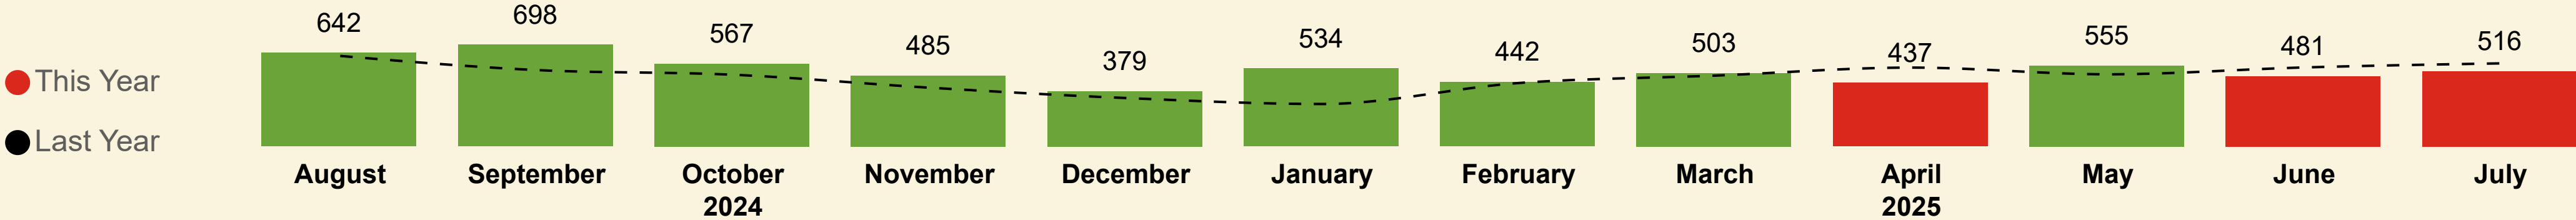 This Year
Last Year
642
698
567
485
379
534
442
503
437
555
481
516
August
September
October
November
December
January
February
March
April
May
June
July
2024
2025